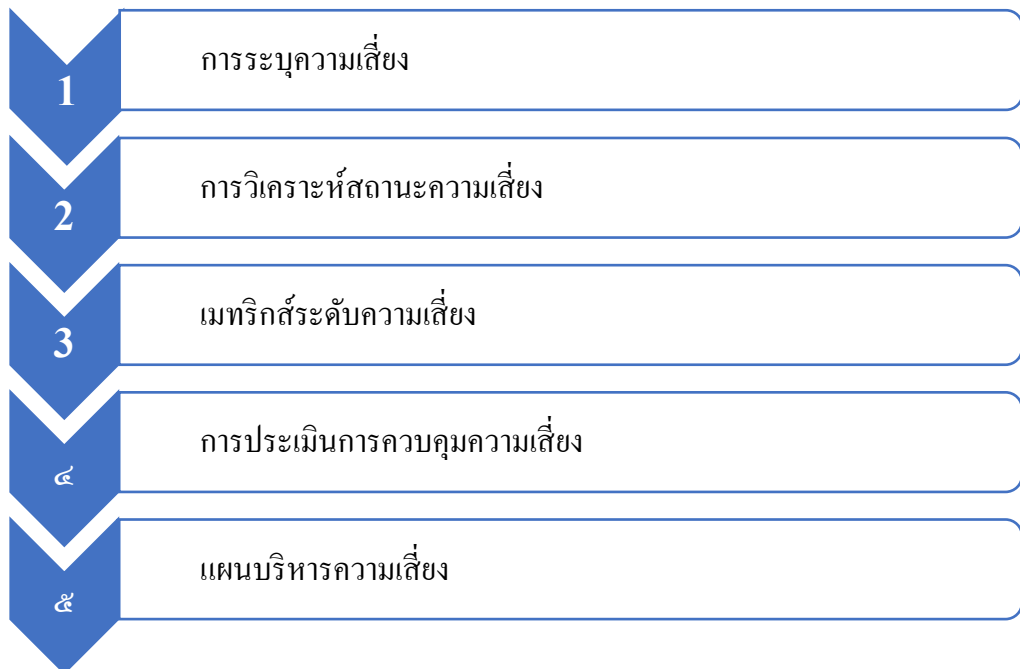 1
การระบุความเสี่ยง
2
การวิเคราะห์สถานะความเสี่ยง
3
เมทริกส์ระดับความเสี่ยง
๔
การประเมินการควบคุมความเสี่ยง
๕
แผนบริหารความเสี่ยง